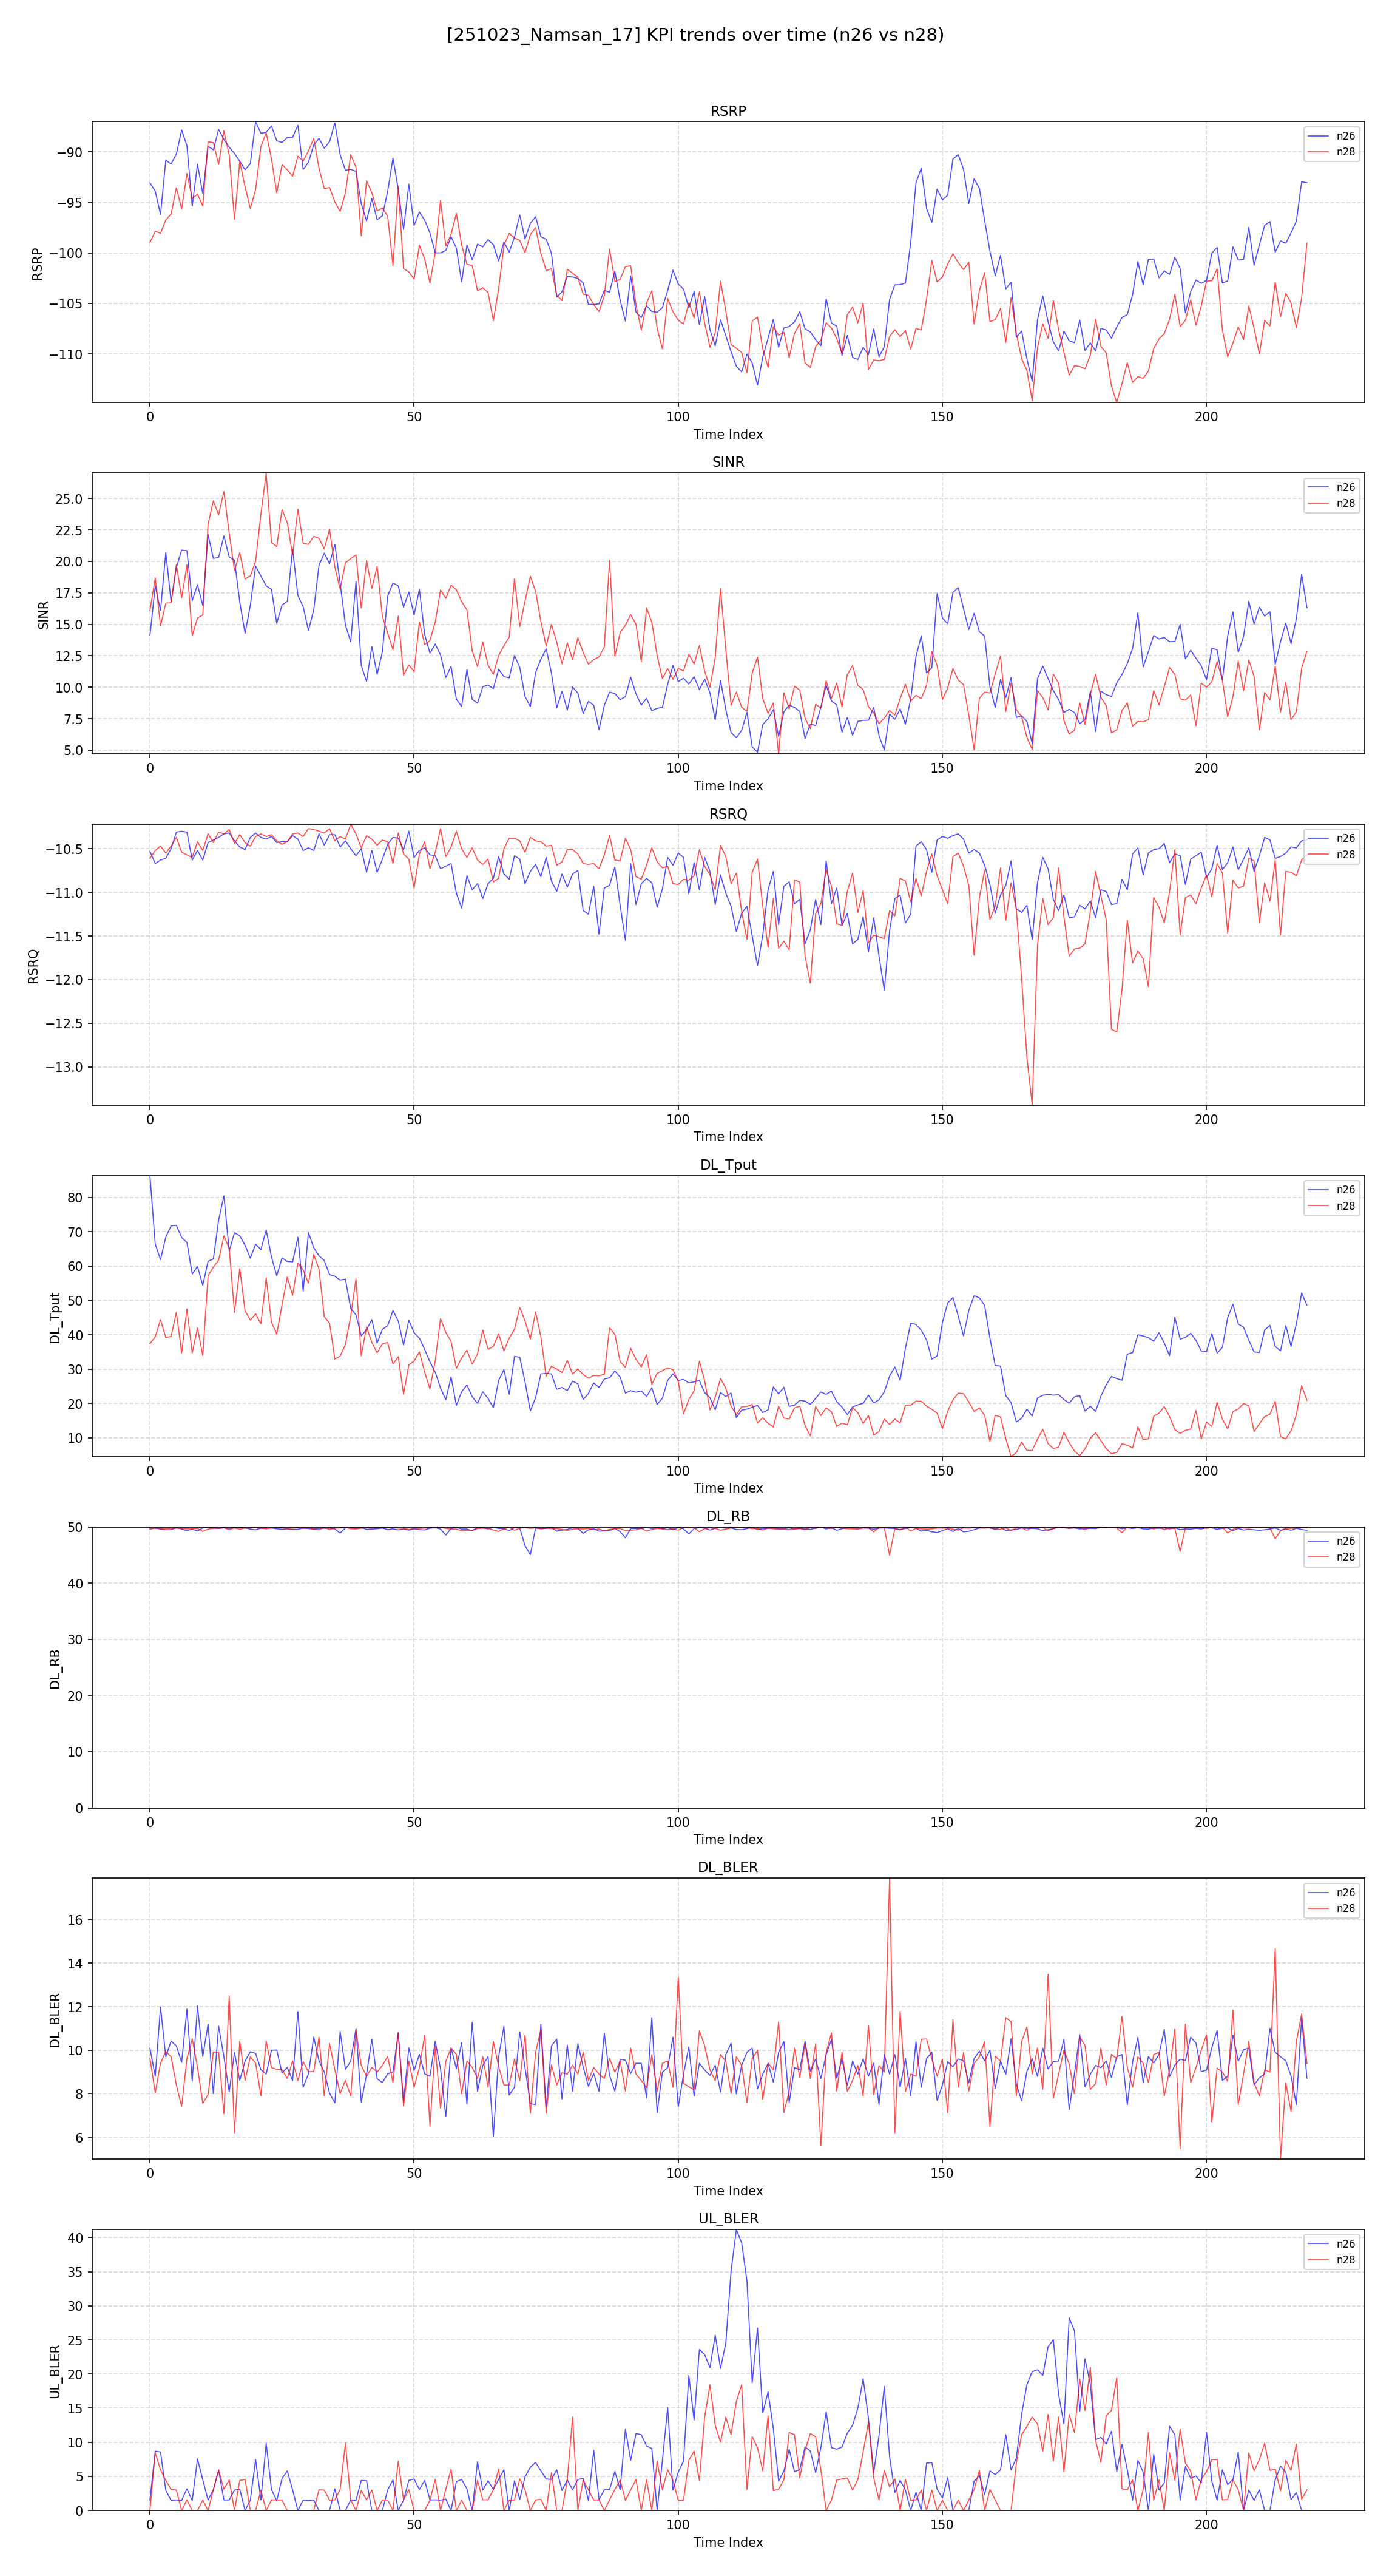 [251023_Namsan_17] KPI trends over time (n26 vs n28)
RSRP
n26
n28
RSRP
−90
−95
−100
−105
−110
0 50 100 150 200
Time Index
SINR
n26
n28
SINR
25.0
22.5
20.0
17.5
15.0
12.5
10.0
7.5
5.0
0 50 100 150 200
Time Index
RSRQ
n26
n28
RSRQ
−10.5
−11.0
−11.5
−12.0
−12.5
−13.0
0 50 100 150 200
Time Index
DL_Tput
n26
n28
DL_Tput
80
70
60
50
40
30
20
10
0 50 100 150 200
Time Index
DL_RB
n26
n28
DL_RB
50
40
30
20
10
0
0 50 100 150 200
Time Index
DL_BLER
n26
n28
DL_BLER
16
14
12
10
8
6
0 50 100 150 200
Time Index
UL_BLER
n26
n28
UL_BLER
40
35
30
25
20
15
10
5
0
0 50 100 150 200
Time Index